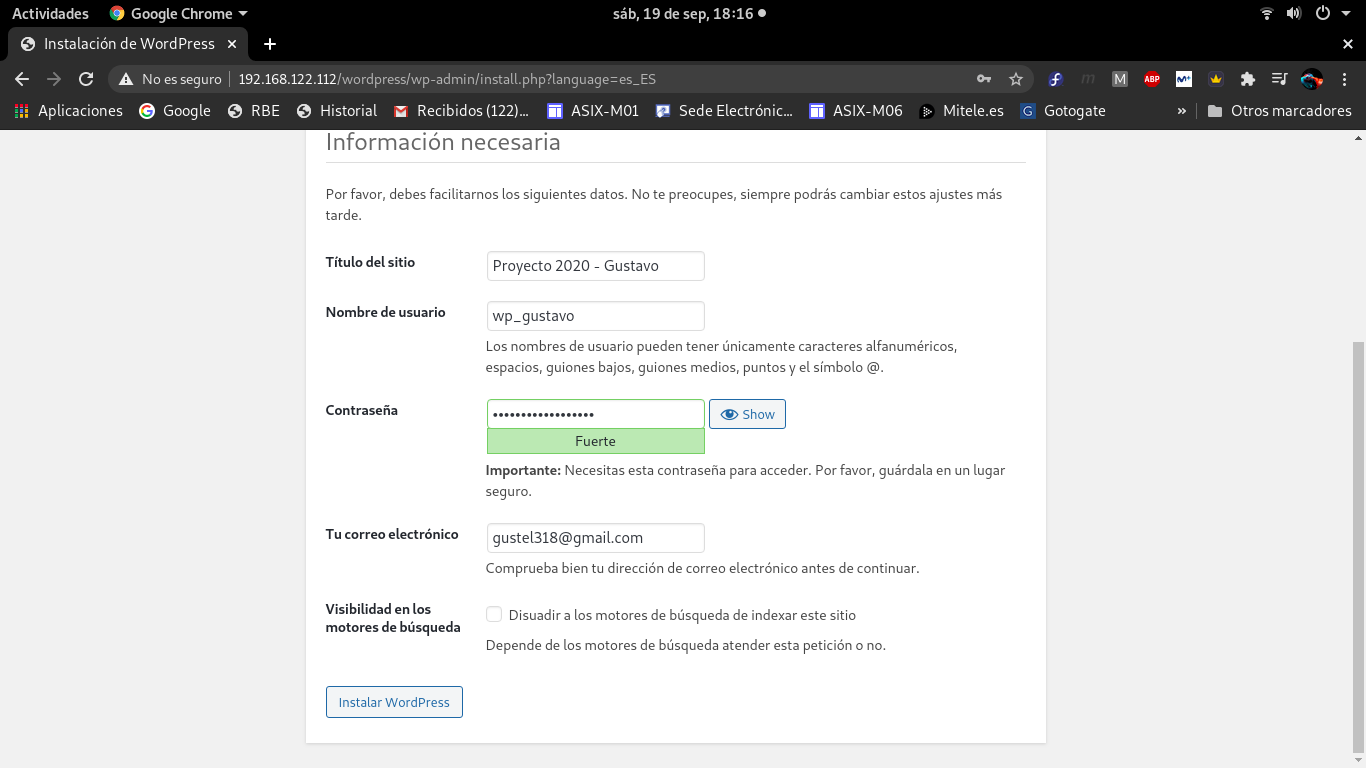 Actividades Google Chrome sáb, 19 de sep, 18:16
Instalación de WordPress
No es seguro 192.168.122.112/wordpress/wp-admin/install.php?language=es_ES
Aplicaciones Google RBE Historial Recibidos (122)... ASIX-M01 Sede Electrónic... ASIX-M06 Mitele.es Gotogate » Otros marcadores
Información necesaria
Por favor, debes facilitarnos los siguientes datos. No te preocupes, siempre podrás cambiar estos ajustes más
tarde.
Título del sitio Proyecto 2020 - Gustavo
Nombre de usuario wp_gustavo
Los nombres de usuario pueden tener únicamente caracteres alfanuméricos,
espacios, guiones bajos, guiones medios, puntos y el símbolo @.
Contraseña •••••••••••••••••• Show
Fuerte
Importante: Necesitas esta contraseña para acceder. Por favor, guárdala en un lugar
seguro.
Tu correo electrónico gustel318@gmail.com
Comprueba bien tu dirección de correo electrónico antes de continuar.
Visibilidad en los
motores de búsqueda
Disuadir a los motores de búsqueda de indexar este sitio
Depende de los motores de búsqueda atender esta petición o no.
Instalar WordPress